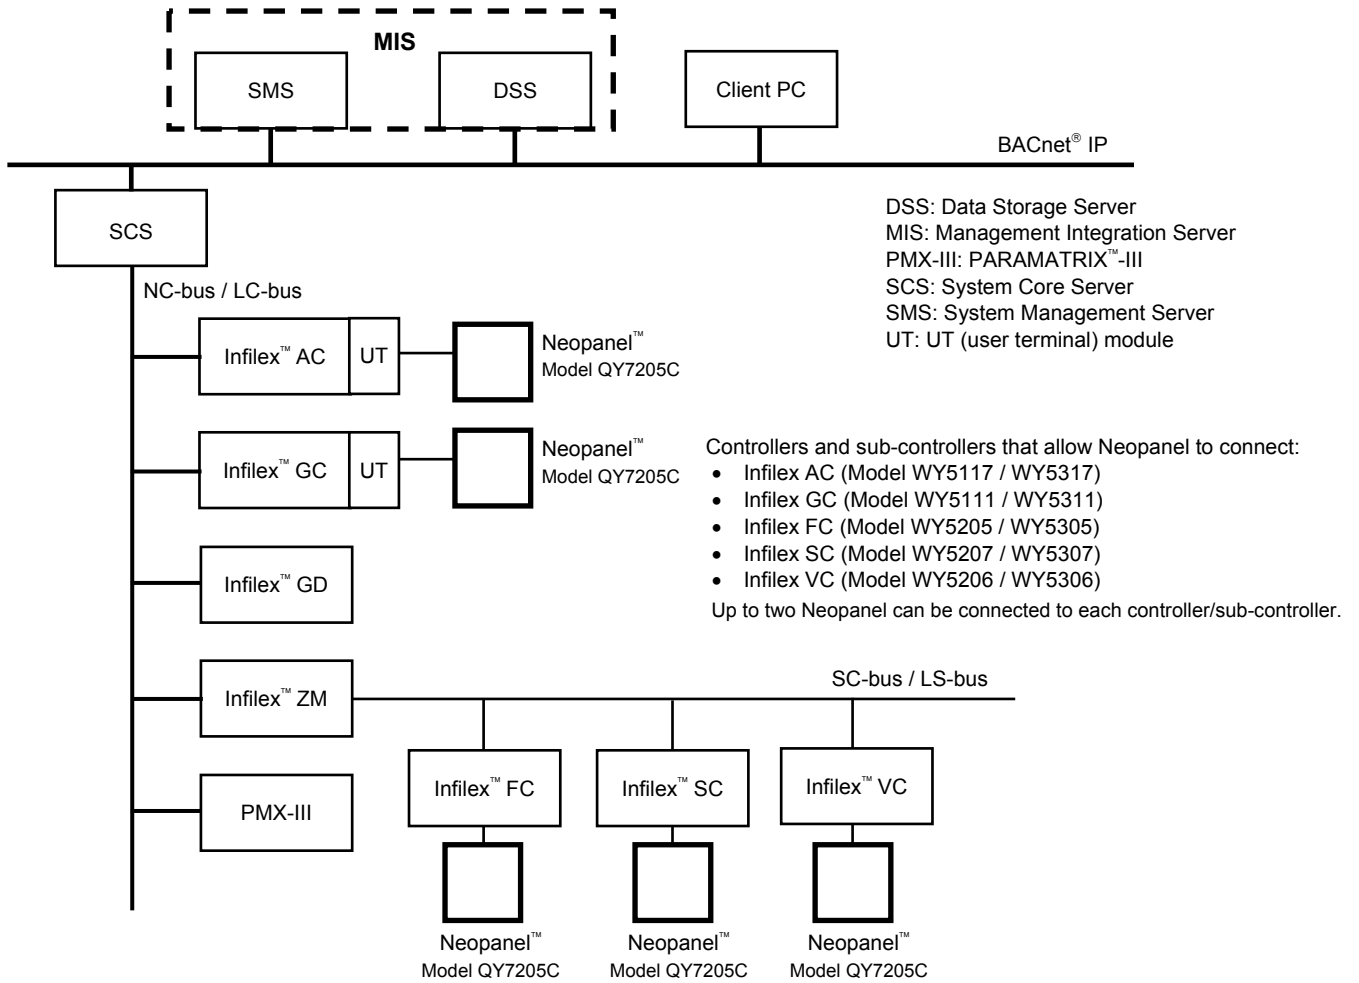 MIS
SMS
DSS
Client PC
BACnet® IP
SCS
DSS: Data Storage Server
MIS: Management Integration Server
PMX-III: PARAMATRIX™-III
SCS: System Core Server
SMS: System Management Server
UT: UT (user terminal) module
NC-bus / LC-bus
Infilex™ AC
UT
Neopanel™
Model QY7205C
Infilex™ GC
UT
Neopanel™
Model QY7205C
Controllers and sub-controllers that allow Neopanel to connect:
• Infilex AC (Model WY5117 / WY5317)
• Infilex GC (Model WY5111 / WY5311)
• Infilex FC (Model WY5205 / WY5305)
• Infilex SC (Model WY5207 / WY5307)
• Infilex VC (Model WY5206 / WY5306)
Up to two Neopanel can be connected to each controller/sub-controller.
Infilex™ GD
Infilex™ ZM
SC-bus / LS-bus
Infilex™ FC
Infilex™ SC
Infilex™ VC
PMX-III
Neopanel™
Model QY7205C
Neopanel™
Model QY7205C
Neopanel™
Model QY7205C